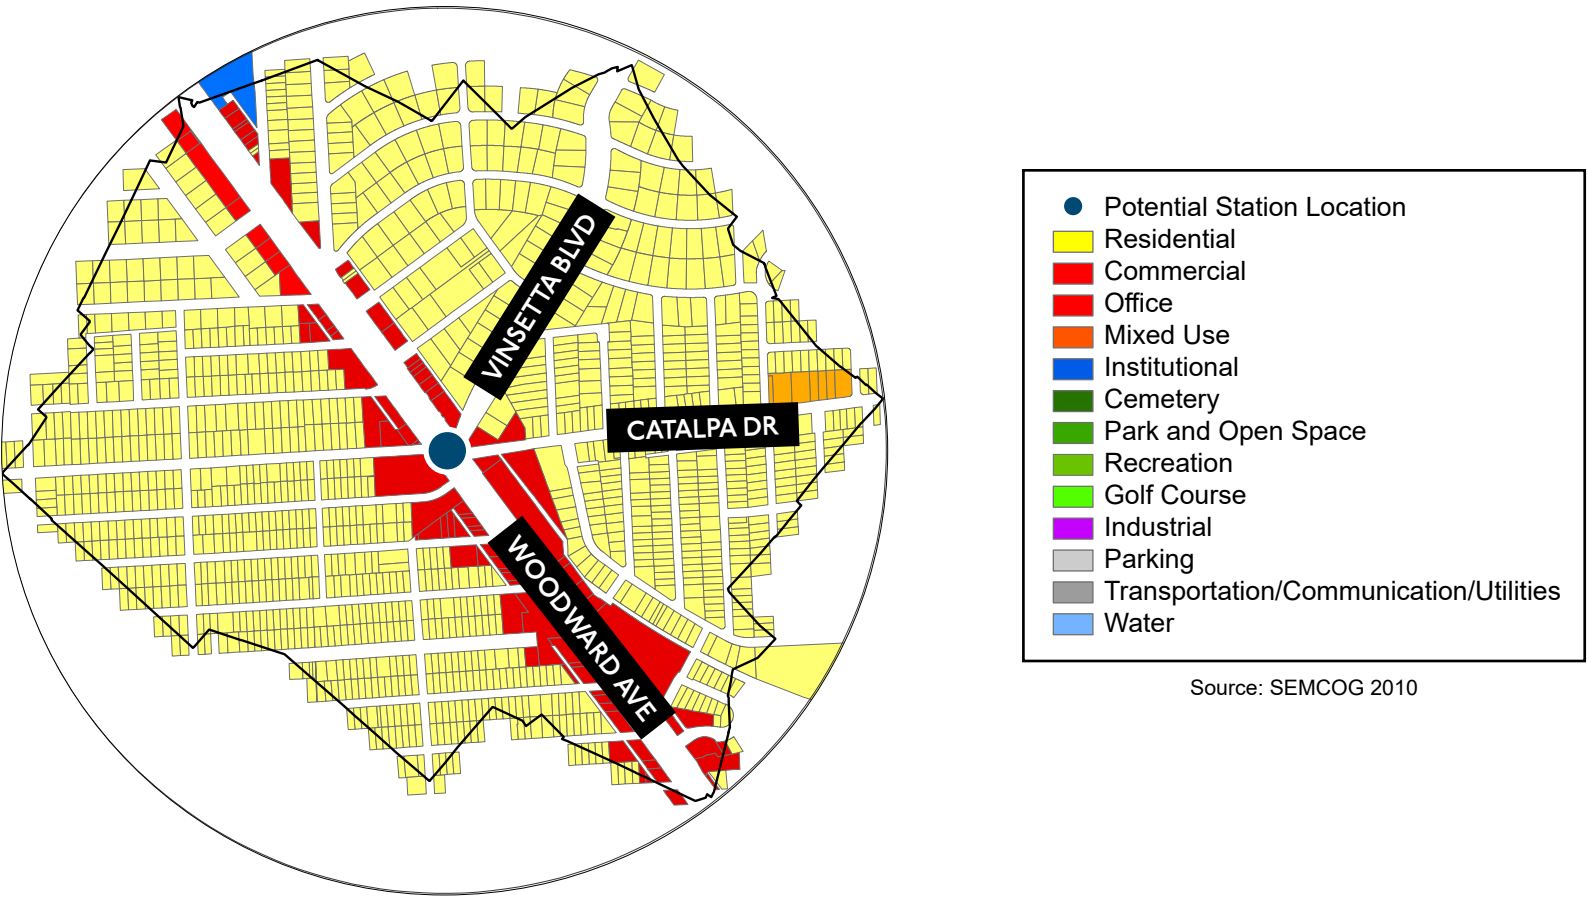 VINSETTA BLVD
CATALPA DR
WOODWARD AVE
Potential Station Location
Residential
Commercial
Office
Mixed Use
Institutional
Cemetery
Park and Open Space
Recreation
Golf Course
Industrial
Parking
Transportation/Communication/Utilities
Water
Source: SEMCOG 2010